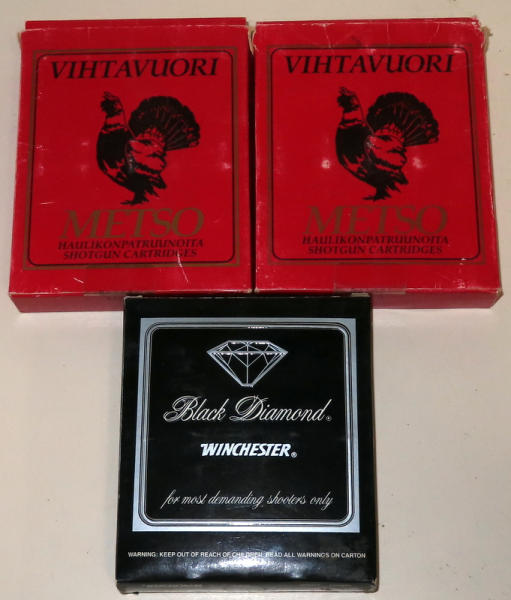 VIHTAVUORI
METSO
HAULIKONPATRUUNOITA
SHOTGUN CARTRIDGES
VIHTAVUORI
METSO
HAULIKONPATRUUNOITA
SHOTGUN CARTRIDGES
Black Diamond®
WINCHESTER®
for most demanding shooters only
WARNING: KEEP OUT OF REACH OF CHILDREN. READ ALL WARNINGS ON CARTON